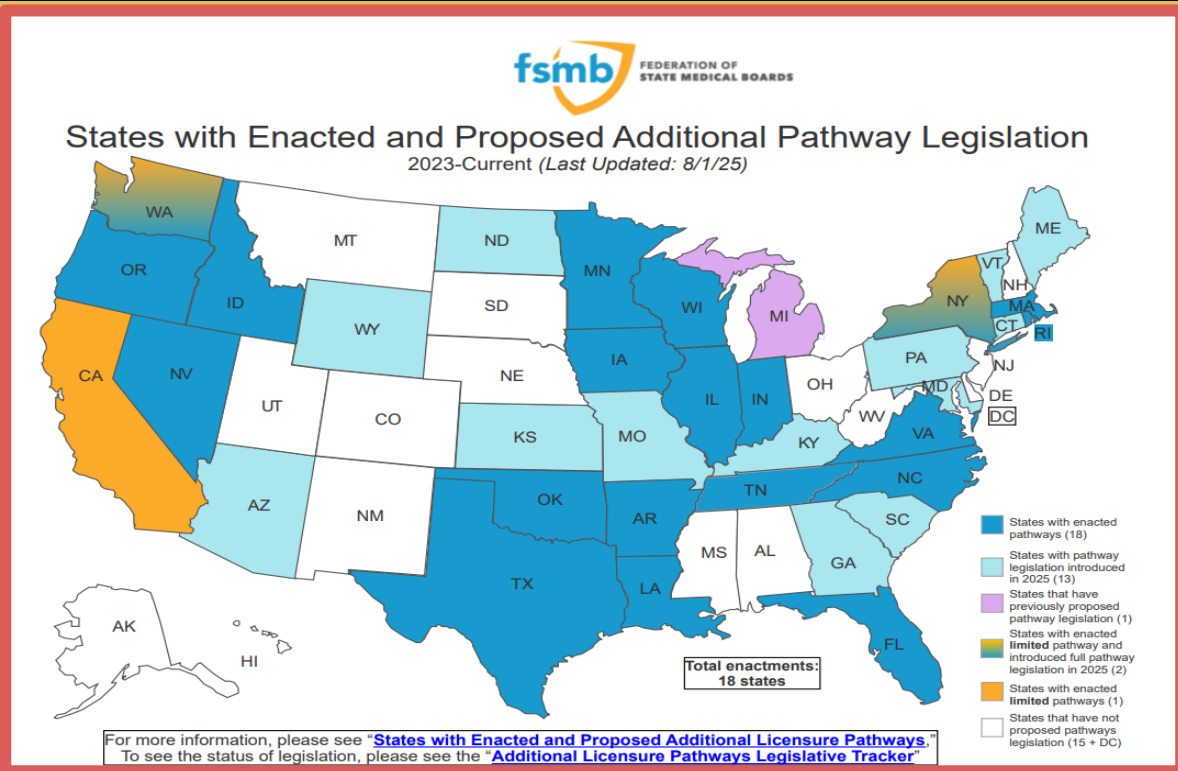 fsmb
FEDERATION OF
STATE MEDICAL BOARDS
States with Enacted and Proposed Additional Pathway Legislation
2023-Current (Last Updated: 8/1/25)
WA
OR
ID
MT
ND
SD
WY
MN
WI
MI
ME
VT
NH
NY
MA
CT
RI
CA
NV
UT
CO
NE
IA
IL
IN
OH
PA
NJ
MD
DE
DC
WV
VA
KS
MO
KY
AZ
NM
OK
AR
TN
NC
SC
TX
LA
MS
AL
GA
FL
AK
HI
States with enacted
pathways (18)
States with pathway
legislation introduced
in 2025 (13)
States that have
previously proposed
pathway legislation (1)
States with enacted
limited pathway and
introduced full pathway
legislation in 2025 (2)
States with enacted
limited pathways (1)
States that have not
proposed pathways
legislation (15 + DC)
Total enactments:
18 states
For more information, please see “States with Enacted and Proposed Additional Licensure Pathways,”
To see the status of legislation, please see the “Additional Licensure Pathways Legislative Tracker”